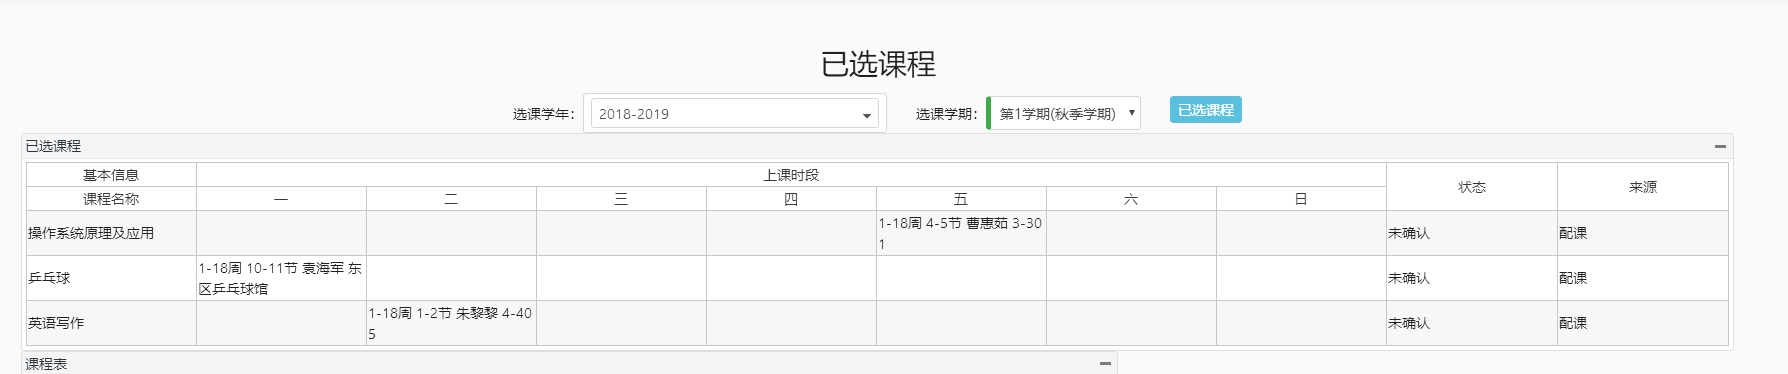 已选课程
选课学年: 2018-2019 选课学期: 第1学期(秋季学期) 已选课程
已选课程
基本信息 上课时段 状态 来源
课程名称 一 二 三 四 五 六 日
操作系统原理及应用 1-18周 4-5节 曹惠茹 3-30
1 未确认 配课
乒乓球 1-18周 10-11节 袁海军 东
区乒乓球馆 未确认 配课
英语写作 1-18周 1-2节 朱黎黎 4-40
5 未确认 配课
课程表